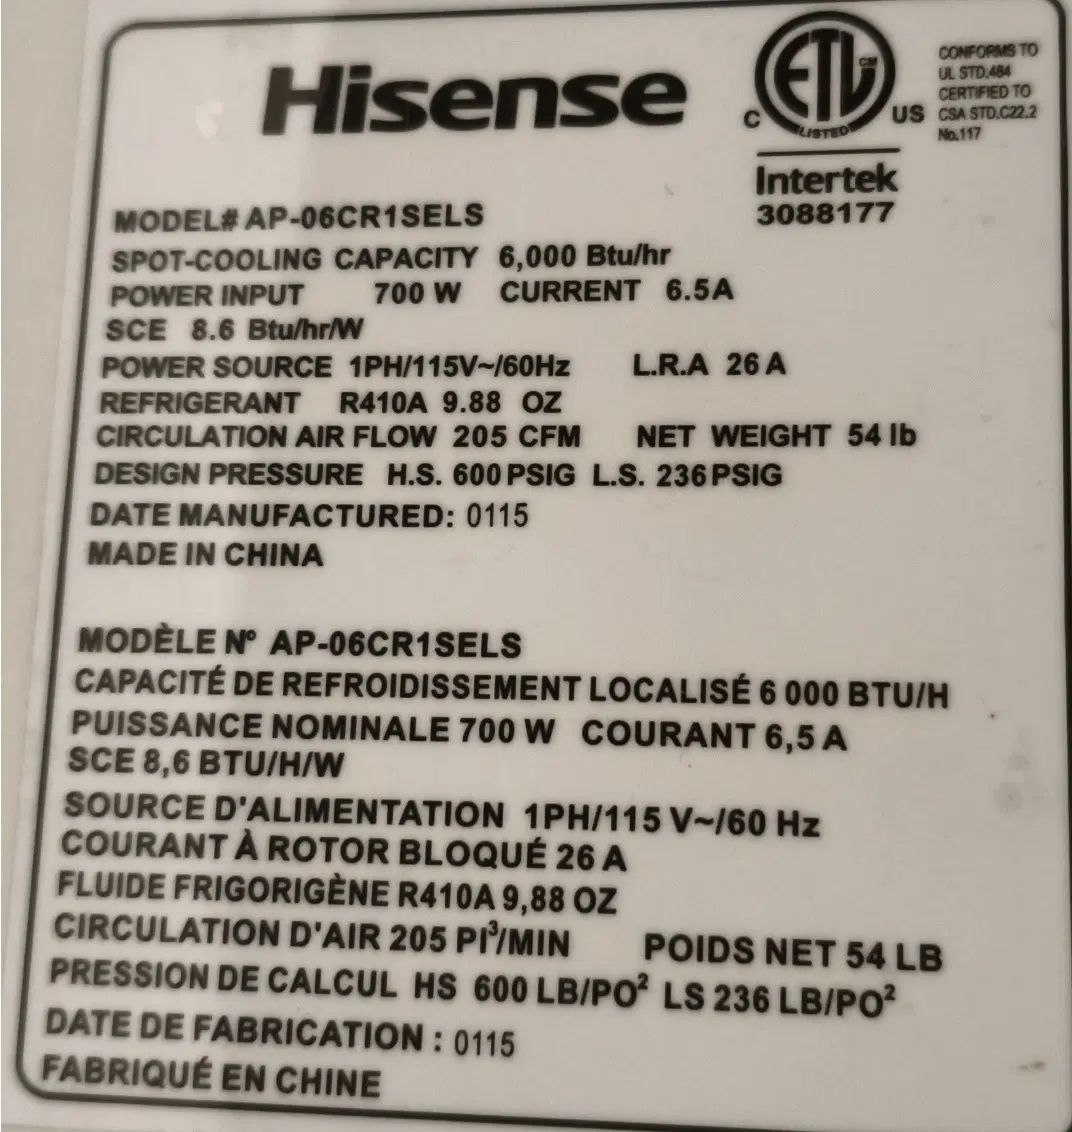 Hisense
ETL CM
LISTED
C
US
CONFORMS TO
UL STD.484
CERTIFIED TO
CSA STD.C22.2
No.117
Intertek
3088177
MODEL# AP-06CR1SELS
SPOT-COOLING CAPACITY 6,000 Btu/hr
POWER INPUT 700 W CURRENT 6.5A
SCE 8.6 Btu/hr/W
POWER SOURCE 1PH/115V~/60Hz L.R.A 26 A
REFRIGERANT R410A 9.88 OZ
CIRCULATION AIR FLOW 205 CFM NET WEIGHT 54 lb
DESIGN PRESSURE H.S. 600 PSIG L.S. 236 PSIG
DATE MANUFACTURED: 0115
MADE IN CHINA
MODÈLE Nº AP-06CR1SELS
CAPACITÉ DE REFROIDISSEMENT LOCALISÉ 6 000 BTU/H
PUISSANCE NOMINALE 700 W COURANT 6,5 A
SCE 8,6 BTU/H/W
SOURCE D'ALIMENTATION 1PH/115 V~/60 Hz
COURANT À ROTOR BLOQUÉ 26 A
FLUIDE FRIGORIGÈNE R410A 9,88 OZ
CIRCULATION D'AIR 205 PI³/MIN POIDS NET 54 LB
PRESSION DE CALCUL HS 600 LB/PO² LS 236 LB/PO²
DATE DE FABRICATION : 0115
FABRIQUÉ EN CHINE